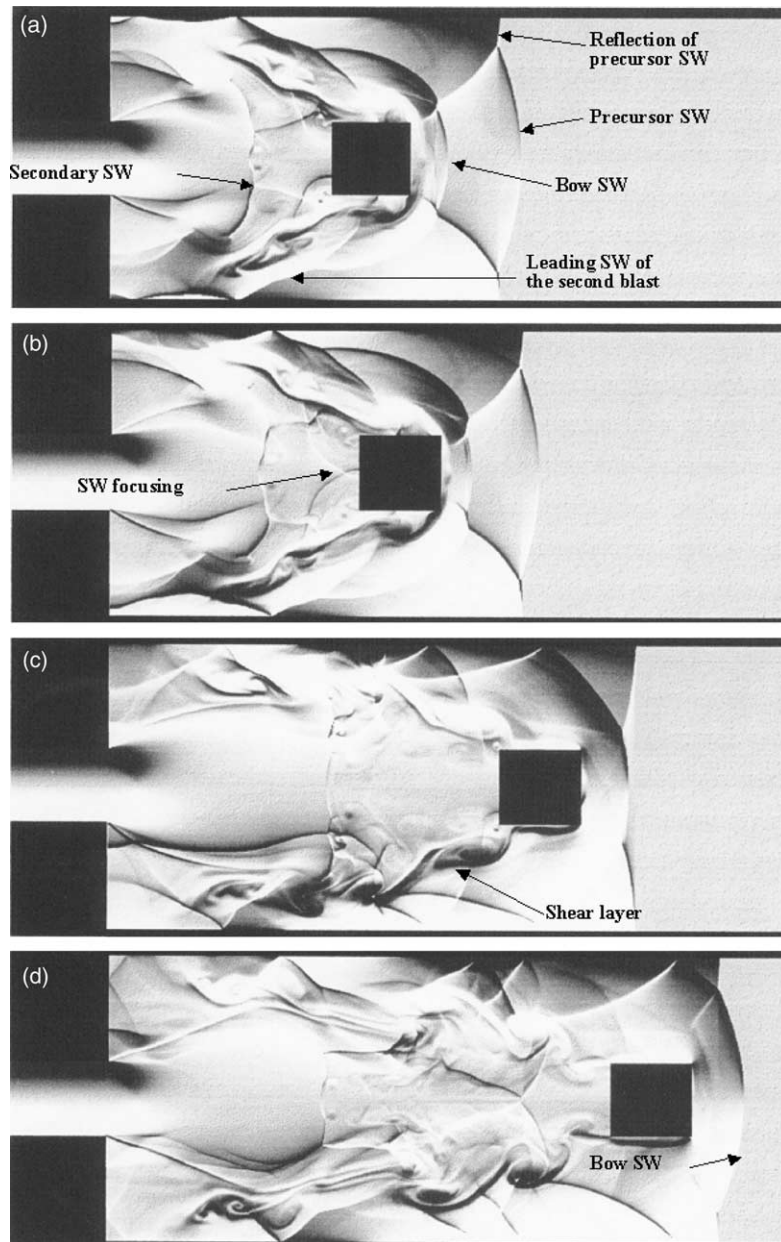 (a)
Reflection of
precursor SW
Precursor SW
Secondary SW
Bow SW
Leading SW of
the second blast
(b)
SW focusing
(c)
Shear layer
(d)
Bow SW